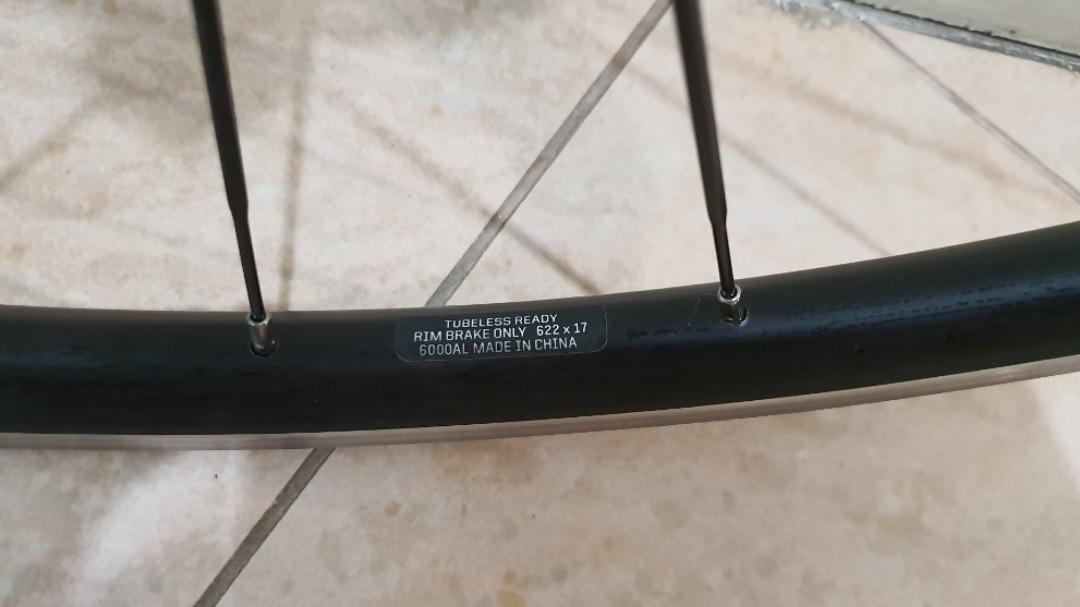 TUBELESS READY
RIM BRAKE ONLY 622 x 17
6000AL MADE IN CHINA